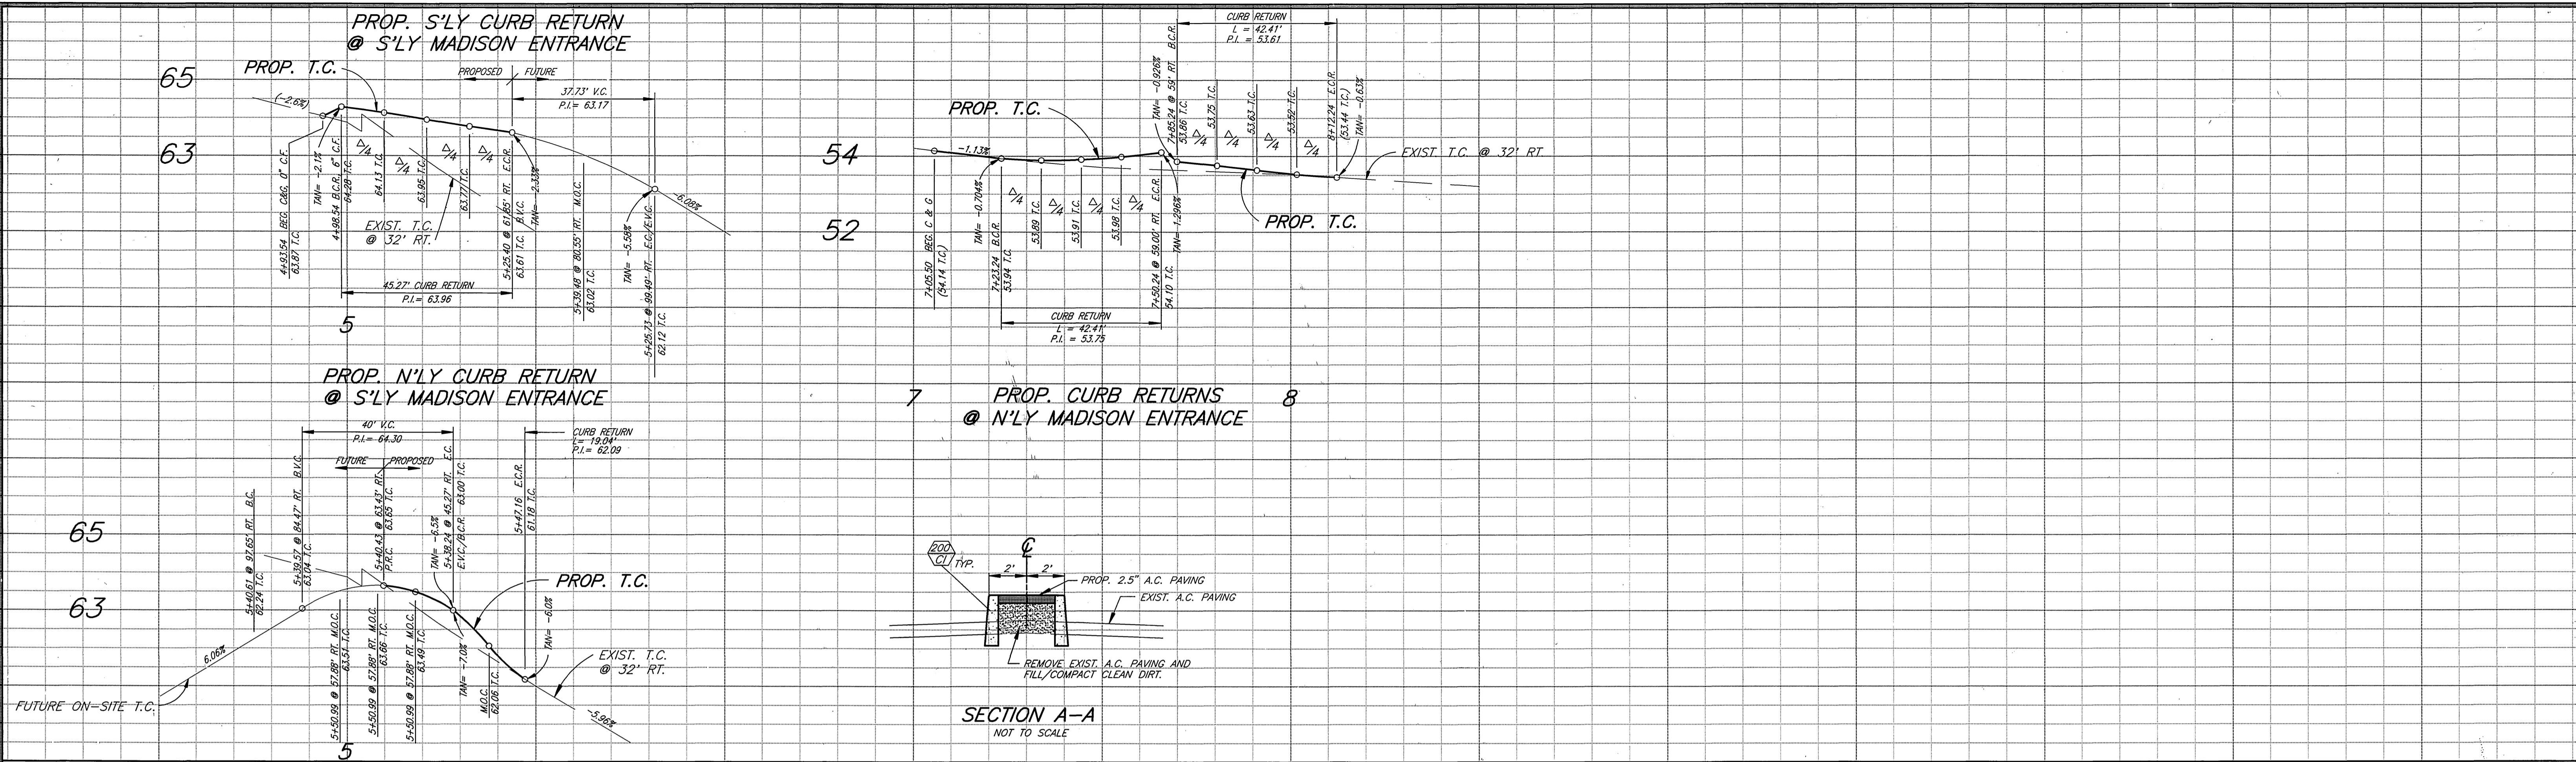 PROP. S'LY CURB RETURN
@ S'LY MADISON ENTRANCE
65
63
PROP. T.C.
PROPOSED
FUTURE
37.73' V.C.
P.I.= 63.17
(-2.6%)
4+93.54 BEG. C&G, 0" C.F.
63.87 T.C.
TAN= -2.1%
4+98.54 B.C.R., 6" C.F.
64.28 T.C.
Δ/4
64.13 T.C.
Δ/4
63.95 T.C.
Δ/4
63.77 T.C.
Δ/4
5+25.40 @ 61.85' RT. E.C.R.
63.61 T.C. B.V.C.
TAN= -2.33%
EXIST. T.C.
@ 32' RT.
5+39.48 @ 80.55' RT. M.O.C.
63.02 T.C.
TAN= -5.55%
5+25.73 @ 99.49' RT. E.C./E.V.C.
62.12 T.C.
-6.08%
45.27' CURB RETURN
P.I.= 63.96
5
54
52
PROP. T.C.
-1.13%
7+05.50 BEG. C & G
(54.14 T.C.)
TAN= -0.704%
7+23.24 B.C.R.
53.94 T.C.
Δ/4
53.89 T.C.
Δ/4
53.91 T.C.
Δ/4
53.98 T.C.
Δ/4
7+50.24 @ 59.00' RT. E.C.R.
54.10 T.C.
TAN= 1.296%
CURB RETURN
L = 42.41'
P.I. = 53.75
CURB RETURN
L = 42.41'
P.I. = 53.61
TAN= -0.926%
7+85.24 @ 59' RT. B.C.R.
53.86 T.C.
Δ/4
53.75 T.C.
Δ/4
53.63 T.C.
Δ/4
53.52 T.C.
Δ/4
8+12.24 E.C.R.
(53.44 T.C.)
TAN= -0.63%
EXIST. T.C. @ 32' RT.
PROP. T.C.
7
8
PROP. CURB RETURNS
@ N'LY MADISON ENTRANCE
PROP. N'LY CURB RETURN
@ S'LY MADISON ENTRANCE
65
63
40' V.C.
P.I.= 64.30
CURB RETURN
L= 19.04'
P.I.= 62.09
FUTURE
PROPOSED
5+40.61 @ 97.65' RT. B.C.
62.24 T.C.
5+39.57 @ 84.47' RT. B.V.C.
63.04 T.C.
5+40.43 @ 63.43' RT.
P.R.C. 63.65 T.C.
TAN= -6.5%
5+38.24 @ 45.27' RT. E.C.
E.V.C./B.C.R. 63.00 T.C.
5+47.16 E.C.R.
61.18 T.C.
PROP. T.C.
6.06%
FUTURE ON-SITE T.C.
5+50.99 @ 57.88' RT. M.O.C.
63.51 T.C.
5+50.99 @ 57.88' RT. M.O.C.
63.66 T.C.
5+50.99 @ 57.88' RT. M.O.C.
63.49 T.C.
TAN= -7.0%
M.O.C.
62.06 T.C.
TAN= -6.0%
EXIST. T.C.
@ 32' RT.
-5.96%
5
200
C1
TYP.
℄
2'
2'
PROP. 2.5" A.C. PAVING
EXIST. A.C. PAVING
REMOVE EXIST. A.C. PAVING AND
FILL/COMPACT CLEAN DIRT.
SECTION A-A
NOT TO SCALE